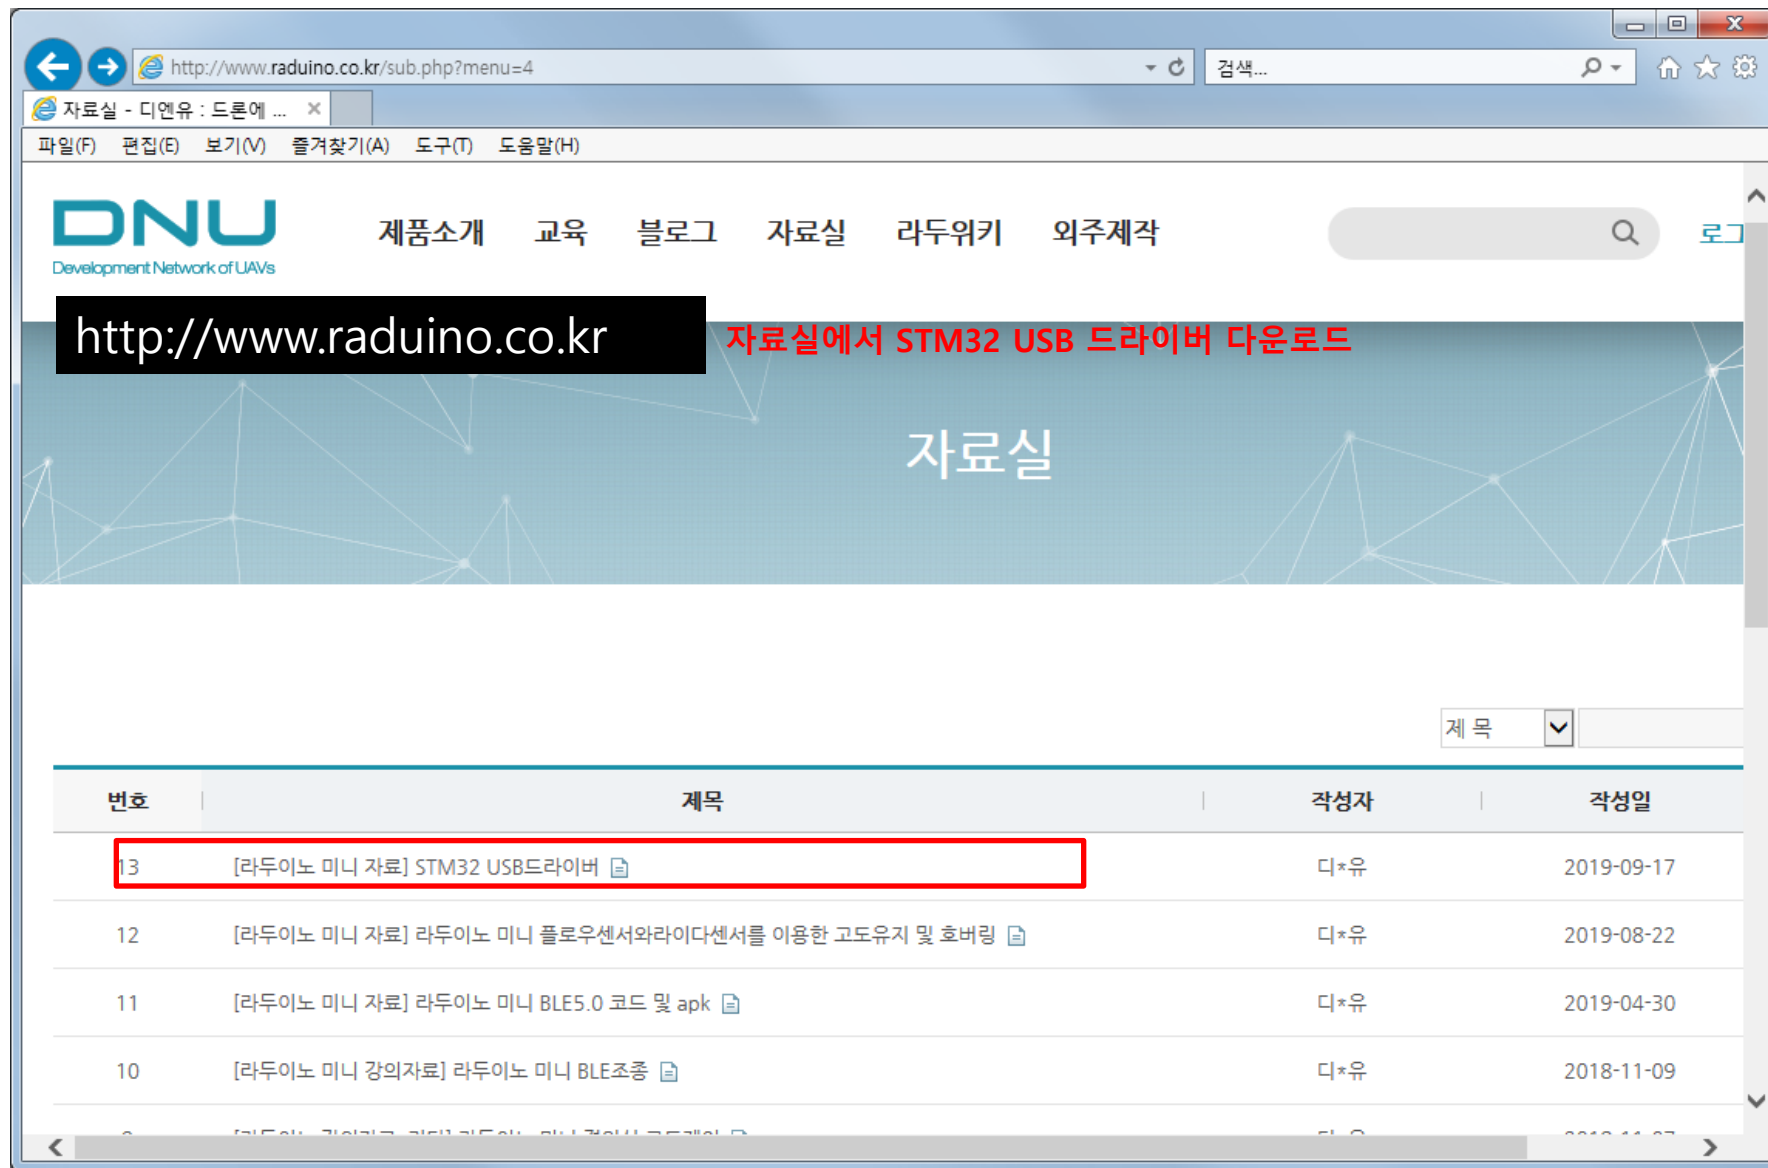 http://www.raduino.co.kr/sub.php?menu=4
검색...
자료실 - 디엔유 : 드론에 ...
파일(F) 편집(E) 보기(V) 즐겨찾기(A) 도구(T) 도움말(H)
DNU
Development Network of UAVs
제품소개 교육 블로그 자료실 라두위키 외주제작
로그
http://www.raduino.co.kr
자료실에서 STM32 USB 드라이버 다운로드
자료실
제 목
번호 제목 작성자 작성일
13 [라두이노 미니 자료] STM32 USB드라이버 디*유 2019-09-17
12 [라두이노 미니 자료] 라두이노 미니 플로우센서와라이다센서를 이용한 고도유지 및 호버링 디*유 2019-08-22
11 [라두이노 미니 자료] 라두이노 미니 BLE5.0 코드 및 apk 디*유 2019-04-30
10 [라두이노 미니 강의자료] 라두이노 미니 BLE조종 디*유 2018-11-09